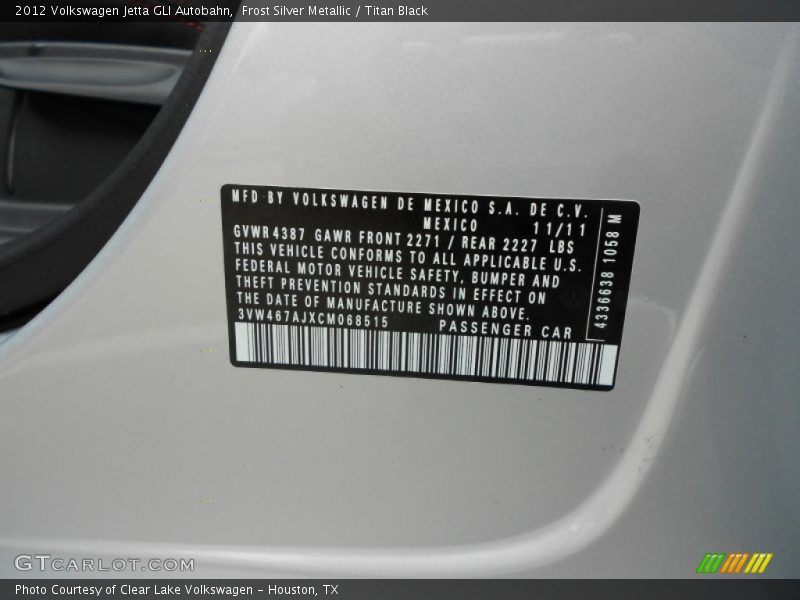 2012 Volkswagen Jetta GLI Autobahn,  Frost Silver Metallic / Titan Black
MFD BY VOLKSWAGEN DE MEXICO S.A. DE C.V.
MEXICO 11/11
GVWR 4387 GAWR FRONT 2271 / REAR 2227 LBS
THIS VEHICLE CONFORMS TO ALL APPLICABLE U.S.
FEDERAL MOTOR VEHICLE SAFETY, BUMPER AND
THEFT PREVENTION STANDARDS IN EFFECT ON
THE DATE OF MANUFACTURE SHOWN ABOVE.
3VW467AJXCM068515 PASSENGER CAR
4336638 1058 M
GTCARLOT.COM
Photo Courtesy of Clear Lake Volkswagen - Houston, TX